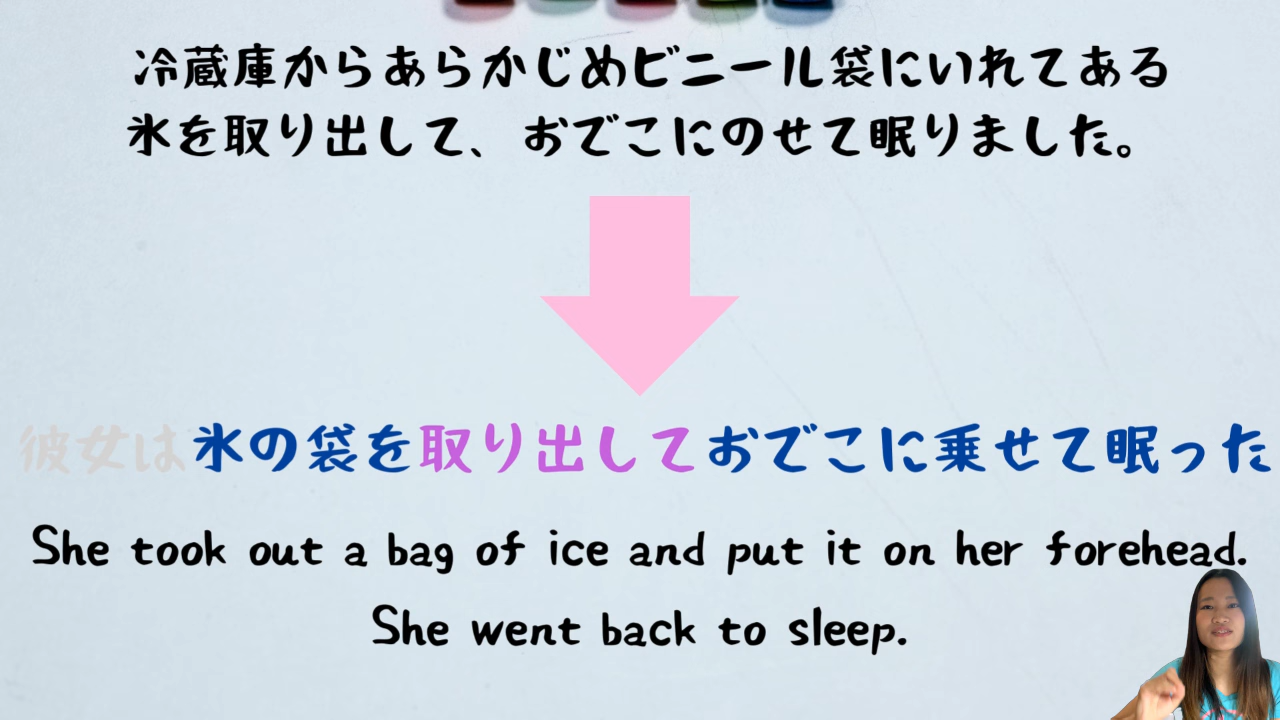 冷蔵庫からあらかじめビニール袋にいれてある
氷を取り出して、おでこにのせて眠りました。
彼女は氷の袋を取り出しておでこに乗せて眠った
She took out a bag of ice and put it on her forehead.
She went back to sleep.